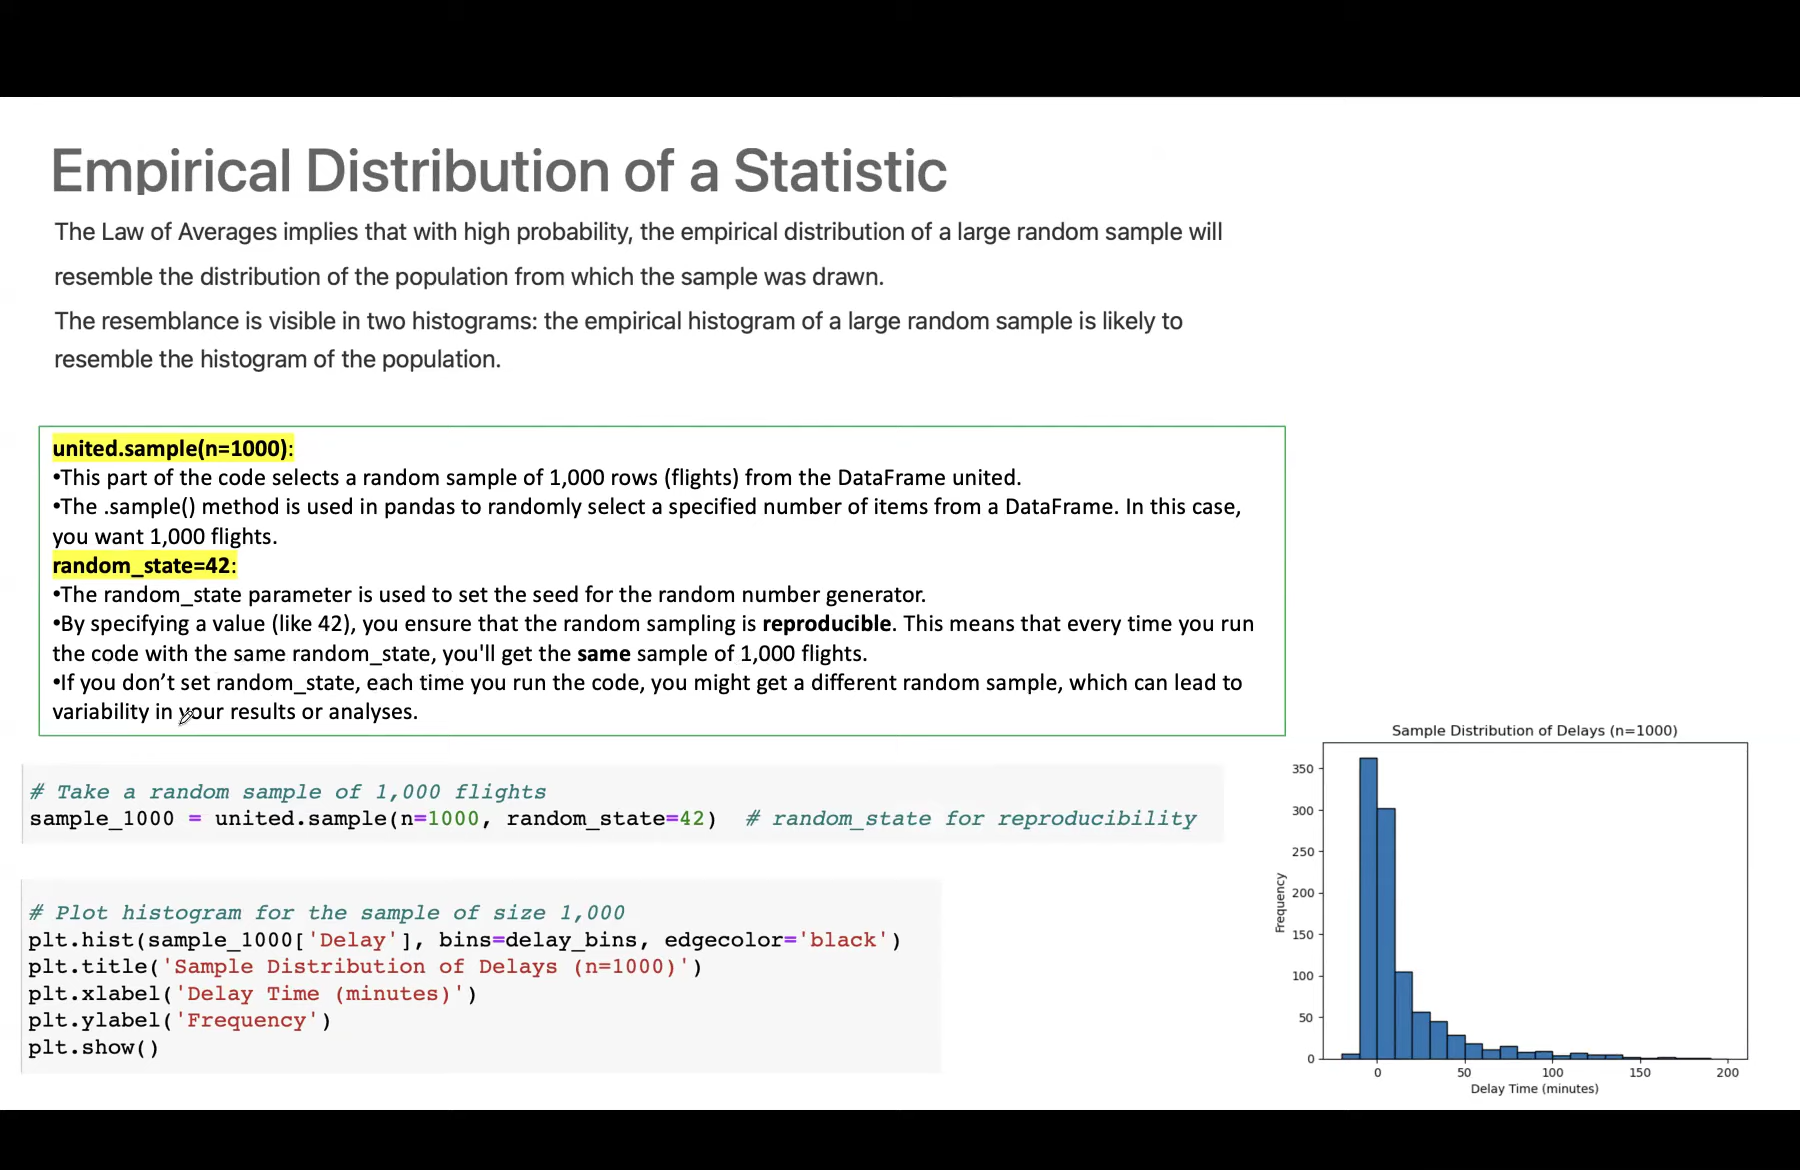 Empirical Distribution of a Statistic
The Law of Averages implies that with high probability, the empirical distribution of a large random sample will
resemble the distribution of the population from which the sample was drawn.
The resemblance is visible in two histograms: the empirical histogram of a large random sample is likely to
resemble the histogram of the population.
united.sample(n=1000):
•This part of the code selects a random sample of 1,000 rows (flights) from the DataFrame united.
•The .sample() method is used in pandas to randomly select a specified number of items from a DataFrame. In this case,
you want 1,000 flights.
random_state=42:
•The random_state parameter is used to set the seed for the random number generator.
•By specifying a value (like 42), you ensure that the random sampling is reproducible. This means that every time you run
the code with the same random_state, you'll get the same sample of 1,000 flights.
•If you don’t set random_state, each time you run the code, you might get a different random sample, which can lead to
variability in your results or analyses.
# Take a random sample of 1,000 flights
sample_1000 = united.sample(n=1000, random_state=42)  # random_state for reproducibility
# Plot histogram for the sample of size 1,000
plt.hist(sample_1000['Delay'], bins=delay_bins, edgecolor='black')
plt.title('Sample Distribution of Delays (n=1000)')
plt.xlabel('Delay Time (minutes)')
plt.ylabel('Frequency')
plt.show()
Sample Distribution of Delays (n=1000)
350
300
250
200
150
100
50
0
Frequency
0 50 100 150 200
Delay Time (minutes)